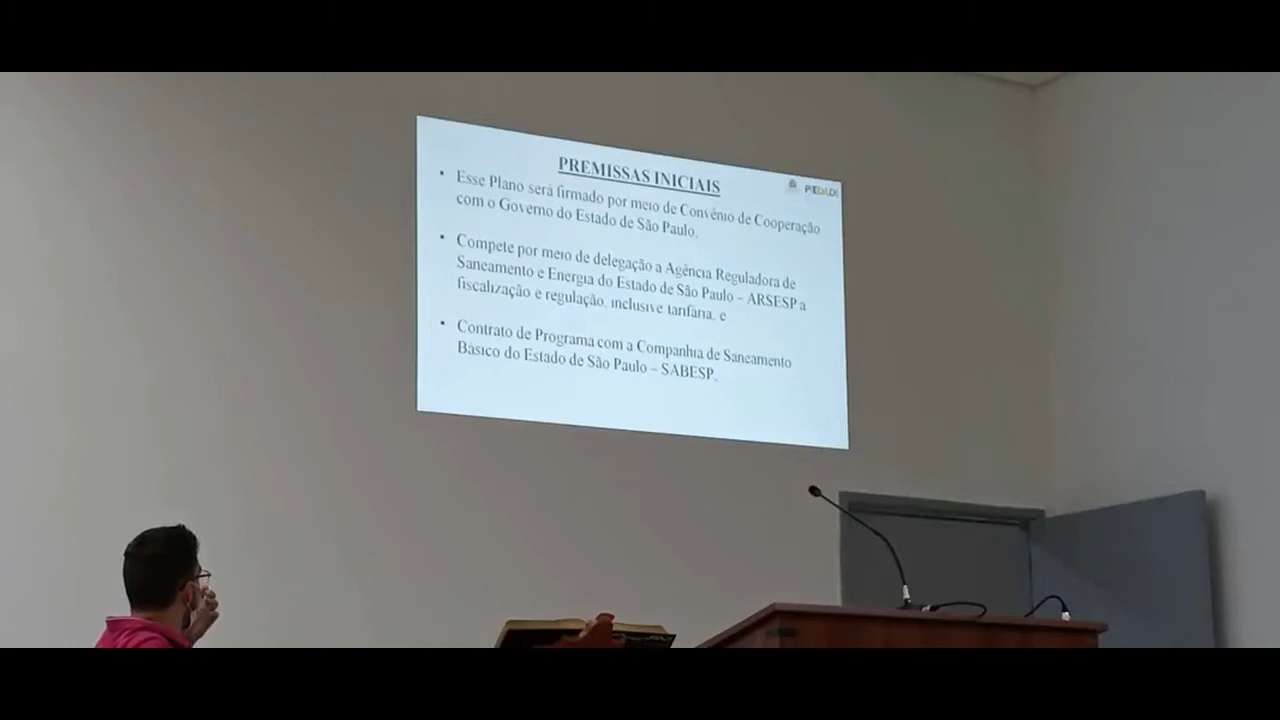 PREMISSAS INICIAIS
PIEDADE
• Esse Plano será firmado por meio de Convênio de Cooperação
com o Governo do Estado de São Paulo.
• Compete por meio de delegação a Agência Reguladora de
Saneamento e Energia do Estado de São Paulo – ARSESP a
fiscalização e regulação, inclusive tarifária, e
• Contrato de Programa com a Companhia de Saneamento
Básico do Estado de São Paulo – SABESP.